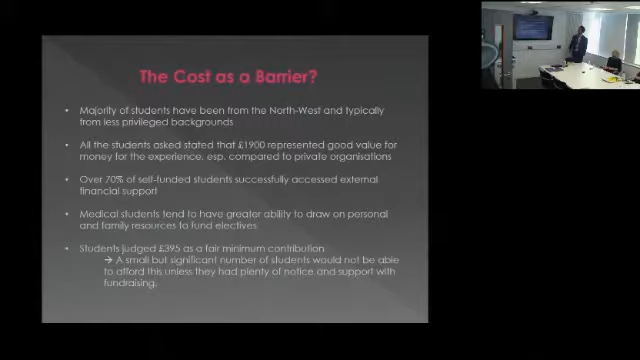 The Cost as a Barrier?
• Majority of students have been from the North-West and typically
from less privileged backgrounds
• All the students asked stated that £1900 represented good value for
money for the experience, esp. compared to private organisations
• Over 70% of self-funded students successfully accessed external
financial support
• Medical students tend to have greater ability to draw on personal
and family resources to fund electives
• Students judged £395 as a fair minimum contribution
→ A small but significant number of students would not be able
to afford this unless they had plenty of notice and support with
fundraising.